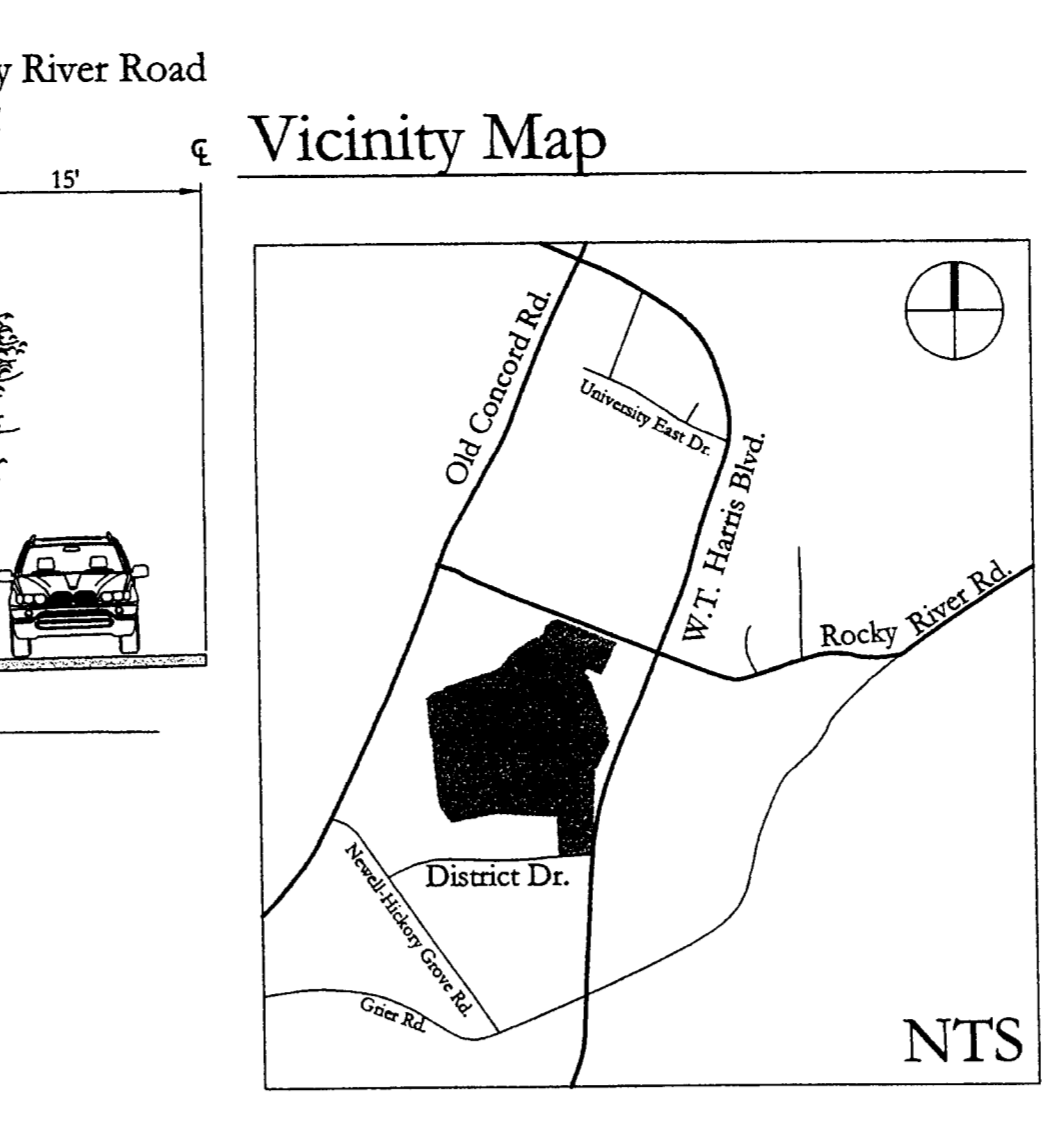 y River Road
℄
15'
Vicinity Map
Old Concord Rd.
University East Dr.
W.T. Harris Blvd.
Rocky River Rd.
District Dr.
Newell-Hickory Grove Rd.
Grier Rd.
NTS